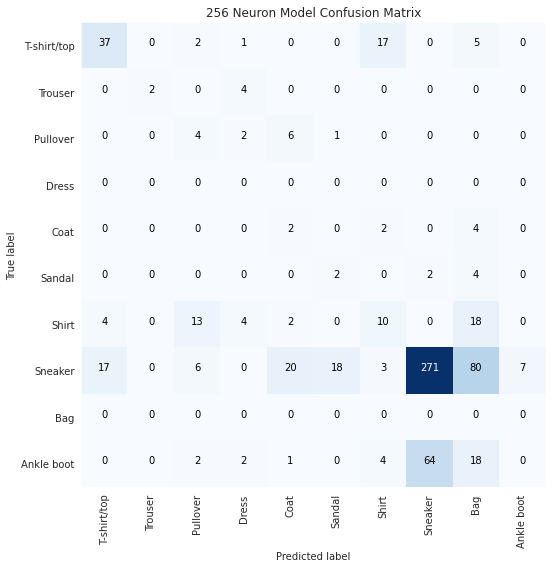 256 Neuron Model Confusion Matrix
T-shirt/top 37 0 2 1 0 0 17 0 5 0
Trouser 0 2 0 4 0 0 0 0 0 0
Pullover 0 0 4 2 6 1 0 0 0 0
Dress 0 0 0 0 0 0 0 0 0 0
Coat 0 0 0 0 2 0 2 0 4 0
Sandal 0 0 0 0 0 2 0 2 4 0
Shirt 4 0 13 4 2 0 10 0 18 0
Sneaker 17 0 6 0 20 18 3 271 80 7
Bag 0 0 0 0 0 0 0 0 0 0
Ankle boot 0 0 2 2 1 0 4 64 18 0
True label
T-shirt/top Trouser Pullover Dress Coat Sandal Shirt Sneaker Bag Ankle boot
Predicted label